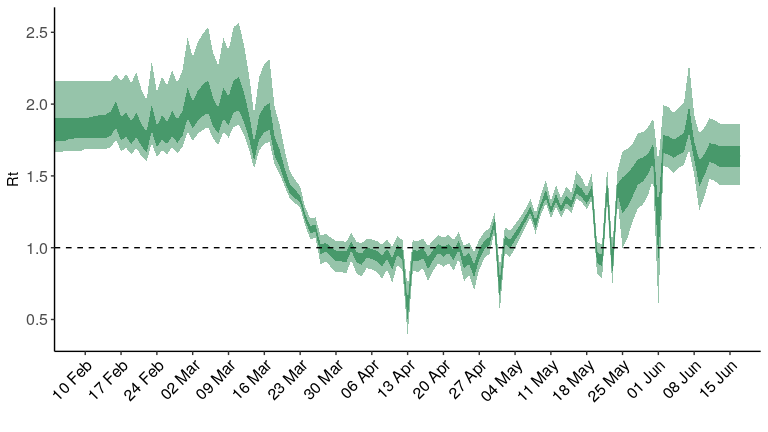 Rt
2.5
2.0
1.5
1.0
0.5
10 Feb
17 Feb
24 Feb
02 Mar
09 Mar
16 Mar
23 Mar
30 Mar
06 Apr
13 Apr
20 Apr
27 Apr
04 May
11 May
18 May
25 May
01 Jun
08 Jun
15 Jun